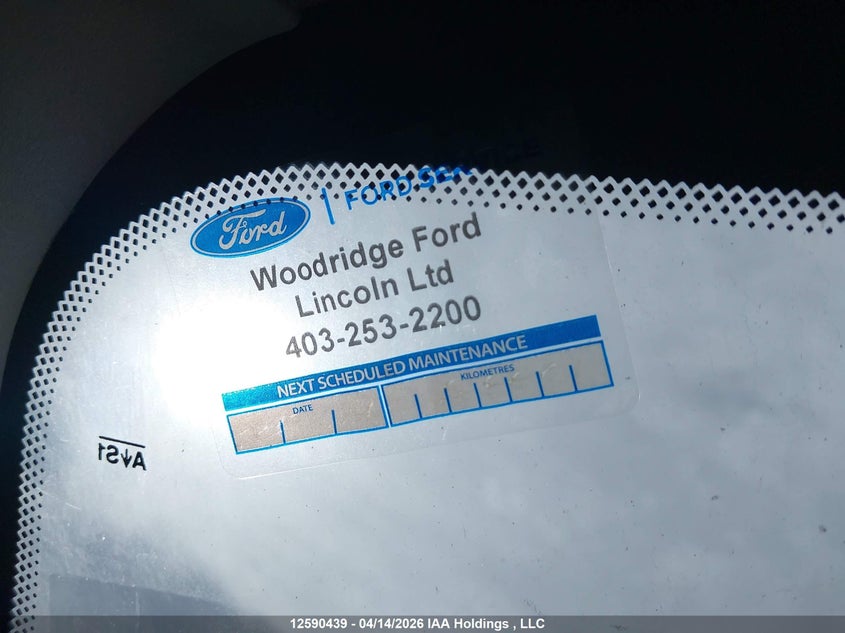 Ford | FORD SERVICE
Woodridge Ford
Lincoln Ltd
403-253-2200
NEXT SCHEDULED MAINTENANCE
DATE
KILOMETRES
AS1
12590439 - 04/14/2026 IAA Holdings , LLC